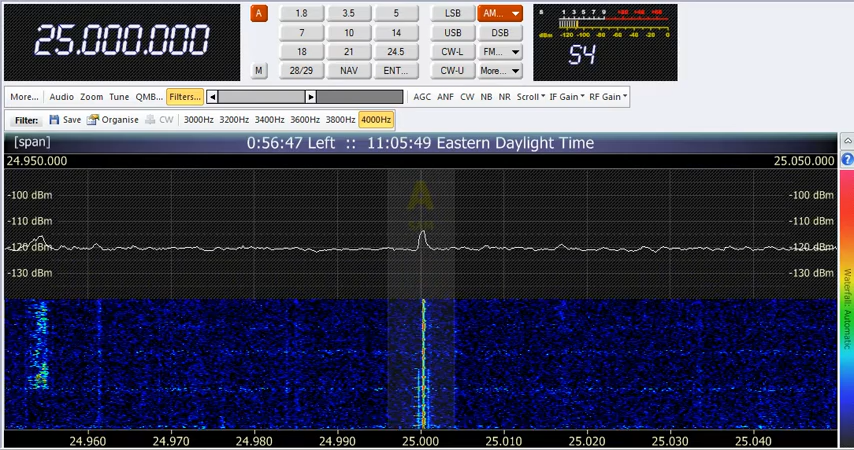 25.000.000
A 1.8 3.5 5 LSB AM...
7 10 14 USB DSB
18 21 24.5 CW-L FM...
M 28/29 NAV ENT... CW-U More...
S 1 3 5 7 9 +20 +40 +60
dBm -120 -100 -80 -60 -40 -20 0
S4
More... Audio Zoom Tune QMB... Filters... AGC ANF CW NB NR Scroll IF Gain RF Gain
Filter: Save Organise CW 3000Hz 3200Hz 3400Hz 3600Hz 3800Hz 4000Hz
[span] 0:56:47 Left :: 11:05:49 Eastern Daylight Time
24.950.000 25.050.000
A
-100 dBm -100 dBm
-110 dBm -110 dBm
-120 dBm -120 dBm
-130 dBm -130 dBm
Waterfall: Automatic
24.960 24.970 24.980 24.990 25.000 25.010 25.020 25.030 25.040